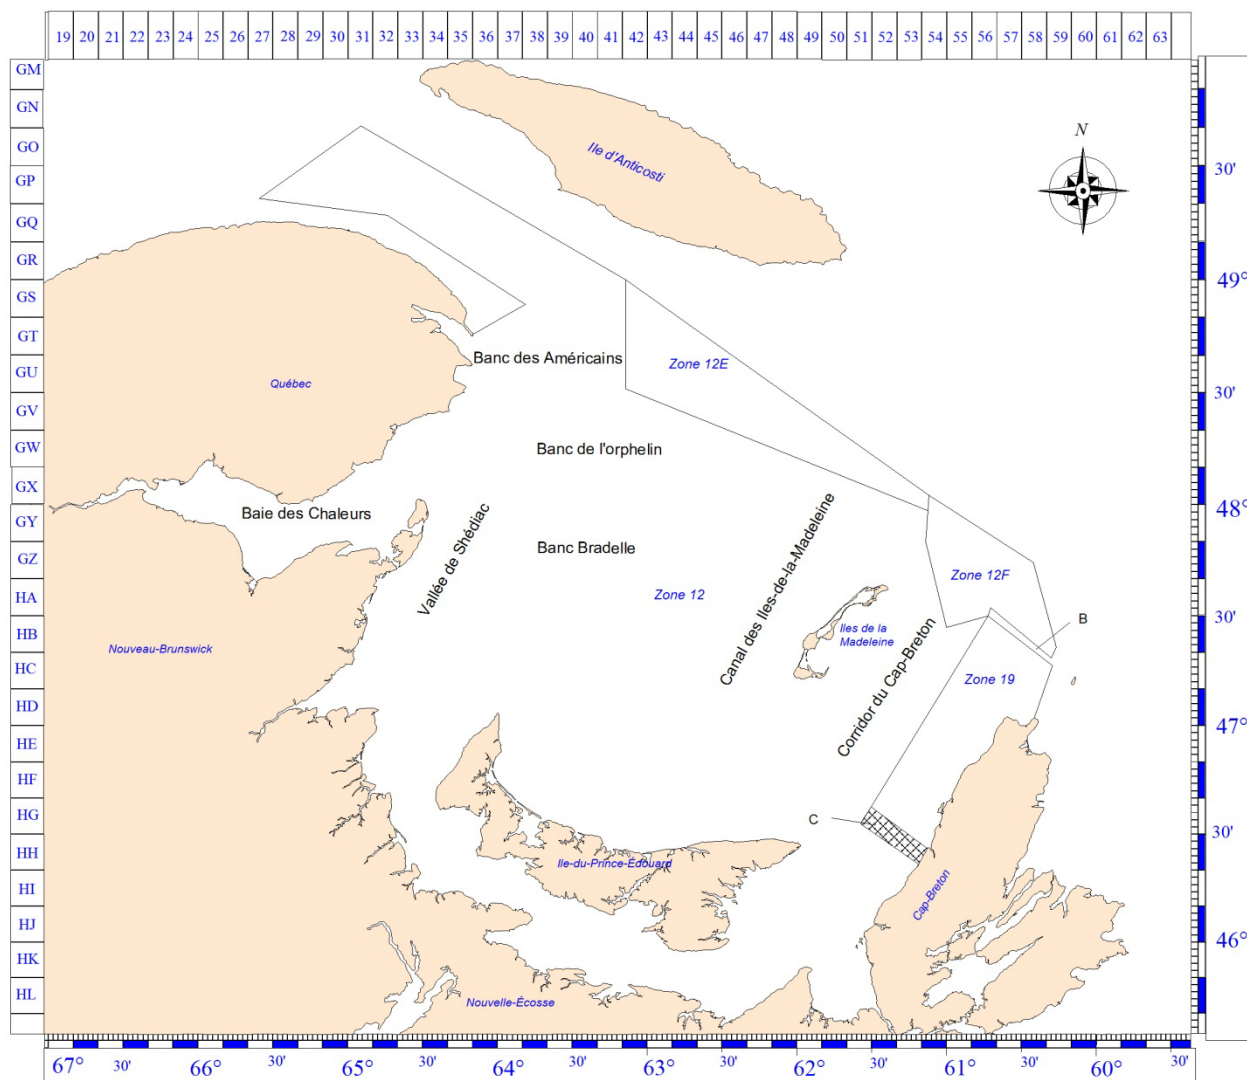 19 20 21 22 23 24 25 26 27 28 29 30 31 32 34 35 36 37 38 39 40 41 42 43 44 45 46 47 48 49 50 51 52 53 54 55 56 57 58 59 60 61 62 63
GM
GN
GO
GP
GQ
GR
GS
GT
GU
GV
GW
GX
GY
GZ
HA
HB
HC
HD
HE
HF
HG
HH
HI
HJ
HK
HL
Ile d'Anticosti
N
30'
49°
30'
48°
30'
47°
30'
46°
Banc des Américains
Zone 12E
Québec
Banc de l'orphelin
Baie des Chaleurs
Vallée de Shédiac
Banc Bradelle
Canal des Iles-de-la-Madeleine
Zone 12F
Zone 12
B
Iles de la
Madeleine
Nouveau-Brunswick
Corridor du Cap-Breton
Zone 19
C
Ile-du-Prince-Édouard
Cap-Breton
Nouvelle-Écosse
67° 30' 66° 30' 65° 30' 64° 30' 63° 30' 62° 30' 61° 30' 60° 30'